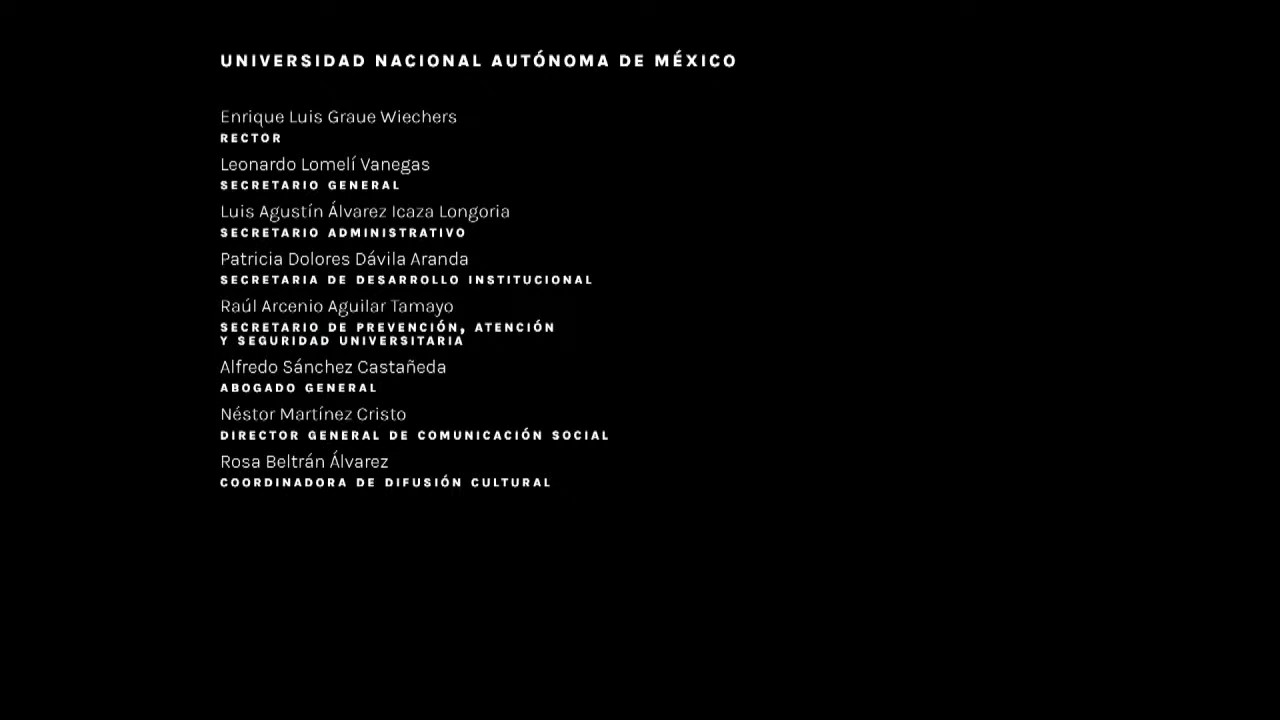 UNIVERSIDAD NACIONAL AUTÓNOMA DE MÉXICO
Enrique Luis Graue Wiechers
RECTOR
Leonardo Lomelí Vanegas
SECRETARIO GENERAL
Luis Agustín Álvarez Icaza Longoria
SECRETARIO ADMINISTRATIVO
Patricia Dolores Dávila Aranda
SECRETARIA DE DESARROLLO INSTITUCIONAL
Raúl Arcenio Aguilar Tamayo
SECRETARIO DE PREVENCIÓN, ATENCIÓN
Y SEGURIDAD UNIVERSITARIA
Alfredo Sánchez Castañeda
ABOGADO GENERAL
Néstor Martínez Cristo
DIRECTOR GENERAL DE COMUNICACIÓN SOCIAL
Rosa Beltrán Álvarez
COORDINADORA DE DIFUSIÓN CULTURAL